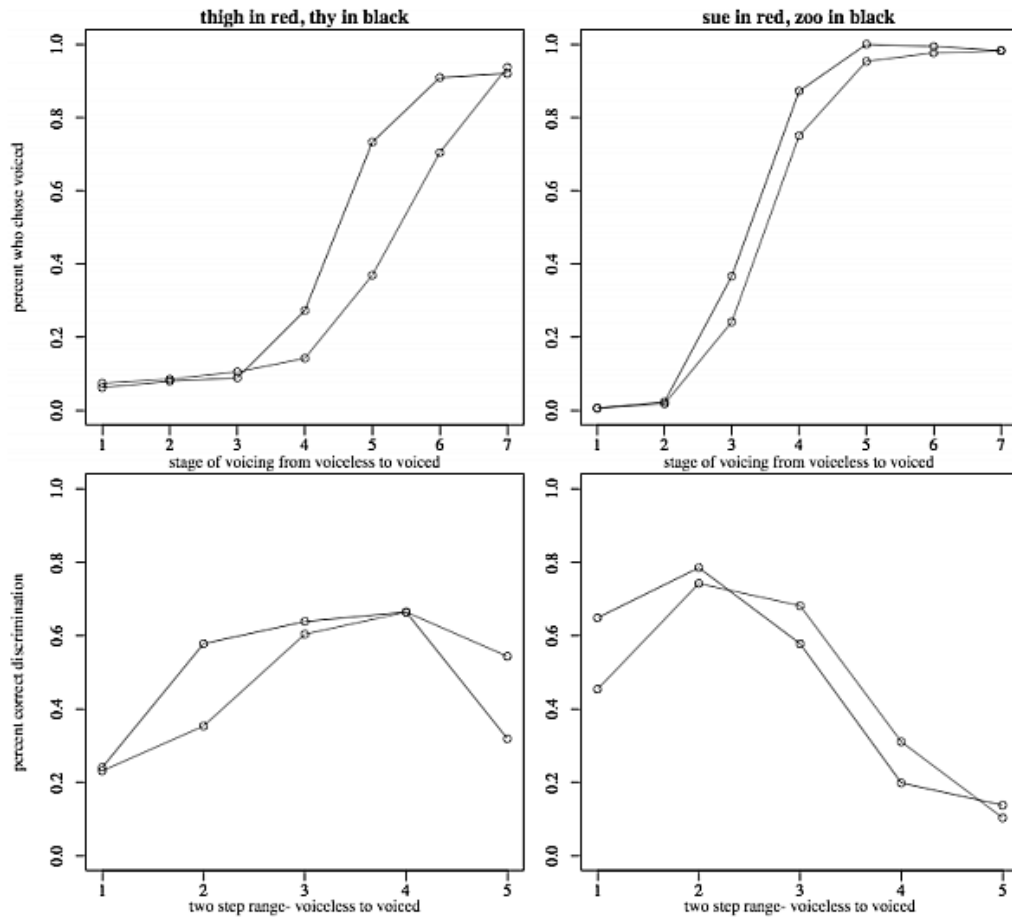 thigh in red, thy in black
percent who chose voiced
1.0
0.8
0.6
0.4
0.2
0.0
1 2 3 4 5 6 7
stage of voicing from voiceless to voiced
sue in red, zoo in black
1.0
0.8
0.6
0.4
0.2
0.0
1 2 3 4 5 6 7
stage of voicing from voiceless to voiced
percent correct discrimination
1.0
0.8
0.6
0.4
0.2
0.0
1 2 3 4 5
two step range- voiceless to voiced
1.0
0.8
0.6
0.4
0.2
0.0
1 2 3 4 5
two step range- voiceless to voiced